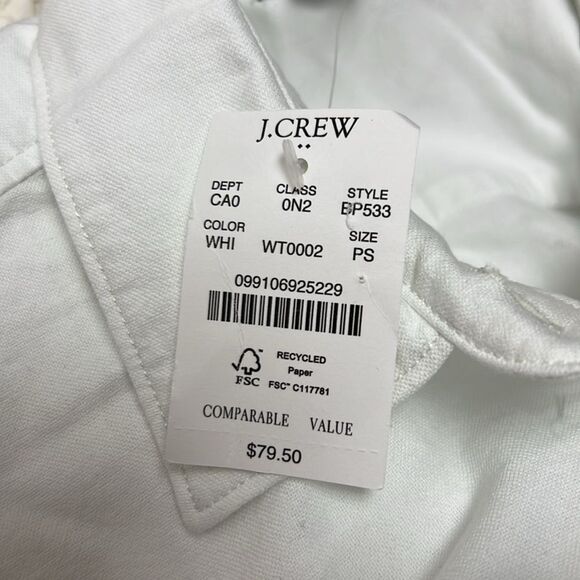 J.CREW
DEPT CLASS STYLE
CA0 0N2 BP533
COLOR SIZE
WHI WT0002 PS
099106925229
RECYCLED
Paper
FSC FSC™ C117781
COMPARABLE VALUE
$79.50